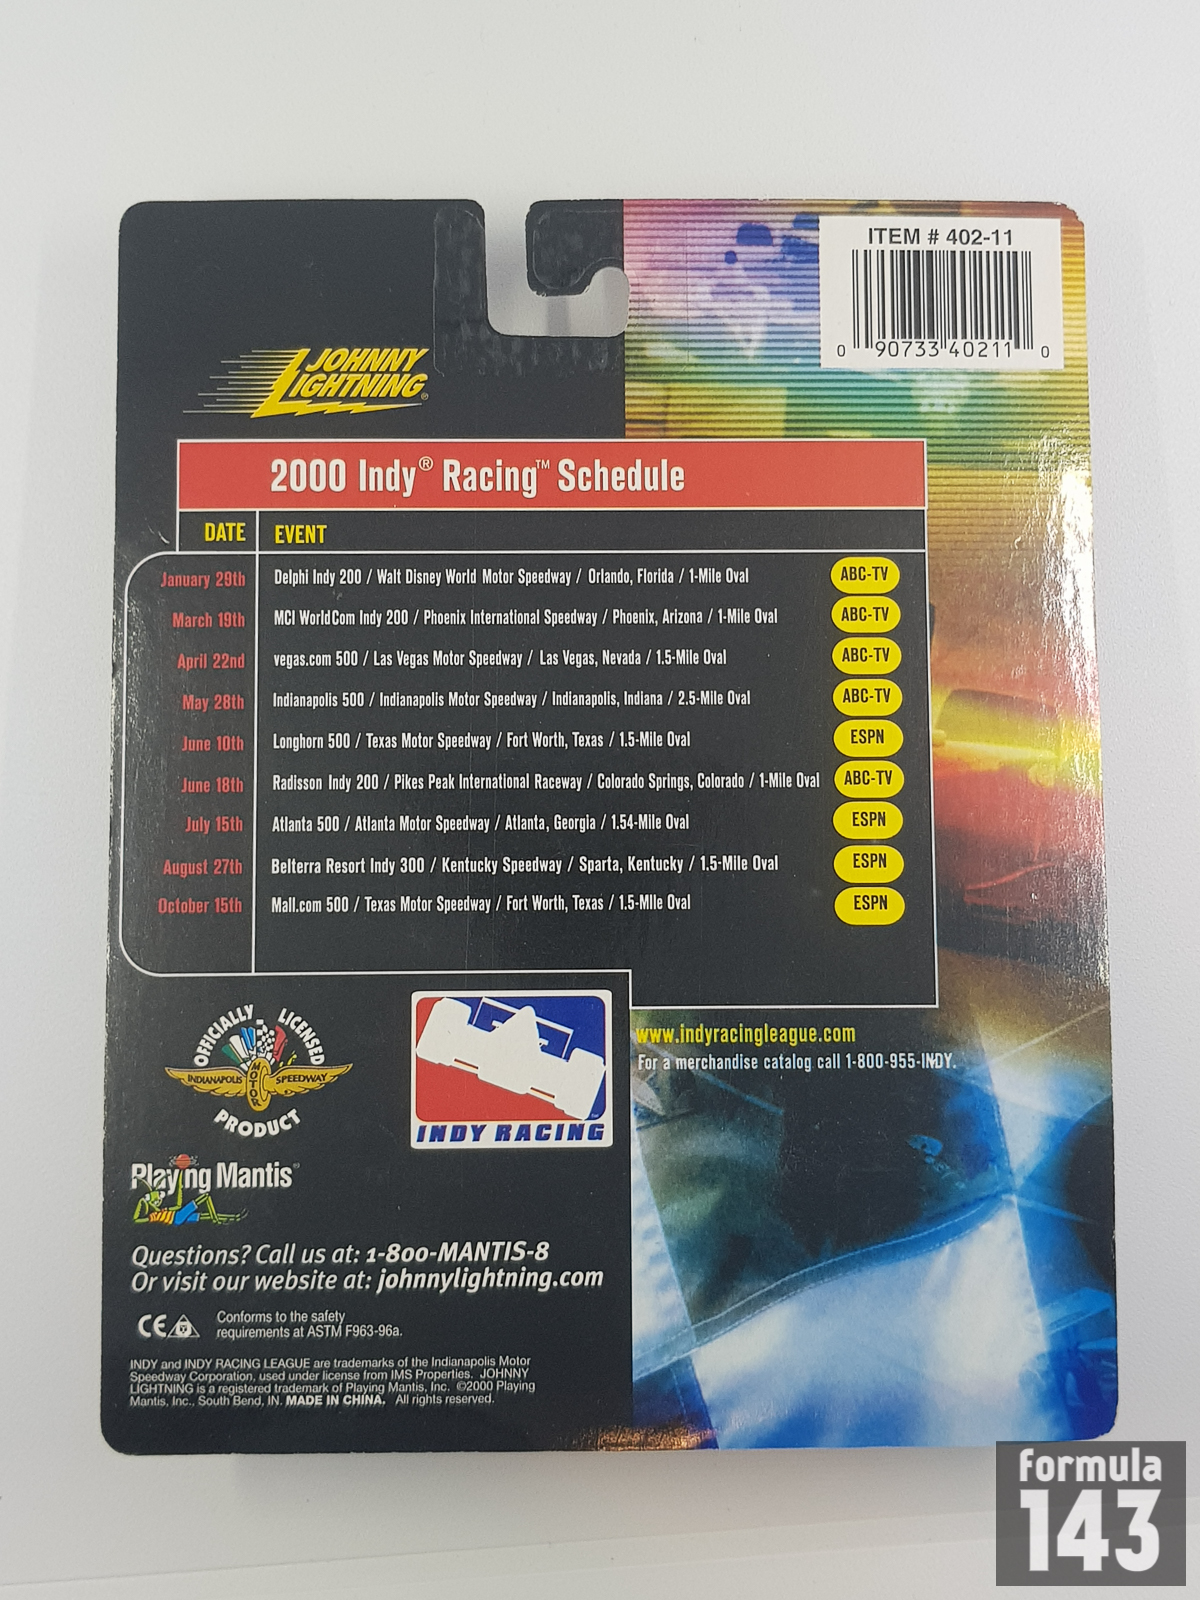 ITEM # 402-11
0 90733 40211 0
JOHNNY
LIGHTNING®
2000 Indy® Racing™ Schedule
DATE EVENT
January 29th Delphi Indy 200 / Walt Disney World Motor Speedway / Orlando, Florida / 1-Mile Oval ABC-TV
March 19th MCI WorldCom Indy 200 / Phoenix International Speedway / Phoenix, Arizona / 1-Mile Oval ABC-TV
April 22nd vegas.com 500 / Las Vegas Motor Speedway / Las Vegas, Nevada / 1.5-Mile Oval ABC-TV
May 28th Indianapolis 500 / Indianapolis Motor Speedway / Indianapolis, Indiana / 2.5-Mile Oval ABC-TV
June 10th Longhorn 500 / Texas Motor Speedway / Fort Worth, Texas / 1.5-Mile Oval ESPN
June 18th Radisson Indy 200 / Pikes Peak International Raceway / Colorado Springs, Colorado / 1-Mile Oval ABC-TV
July 15th Atlanta 500 / Atlanta Motor Speedway / Atlanta, Georgia / 1.54-Mile Oval ESPN
August 27th Belterra Resort Indy 300 / Kentucky Speedway / Sparta, Kentucky / 1.5-Mile Oval ESPN
October 15th Mall.com 500 / Texas Motor Speedway / Fort Worth, Texas / 1.5-MIle Oval ESPN
OFFICIALLY LICENSED
INDIANAPOLIS MOTOR SPEEDWAY
PRODUCT
INDY RACING
www.indyracingleague.com
For a merchandise catalog call 1-800-955-INDY.
Playing Mantis
Questions? Call us at: 1-800-MANTIS-8
Or visit our website at: johnnylightning.com
CE Conforms to the safety
requirements at ASTM F963-96a.
INDY and INDY RACING LEAGUE are trademarks of the Indianapolis Motor
Speedway Corporation, used under license from IMS Properties. JOHNNY
LIGHTNING is a registered trademark of Playing Mantis, Inc. ©2000 Playing
Mantis, Inc., South Bend, IN. MADE IN CHINA. All rights reserved.
formula
143